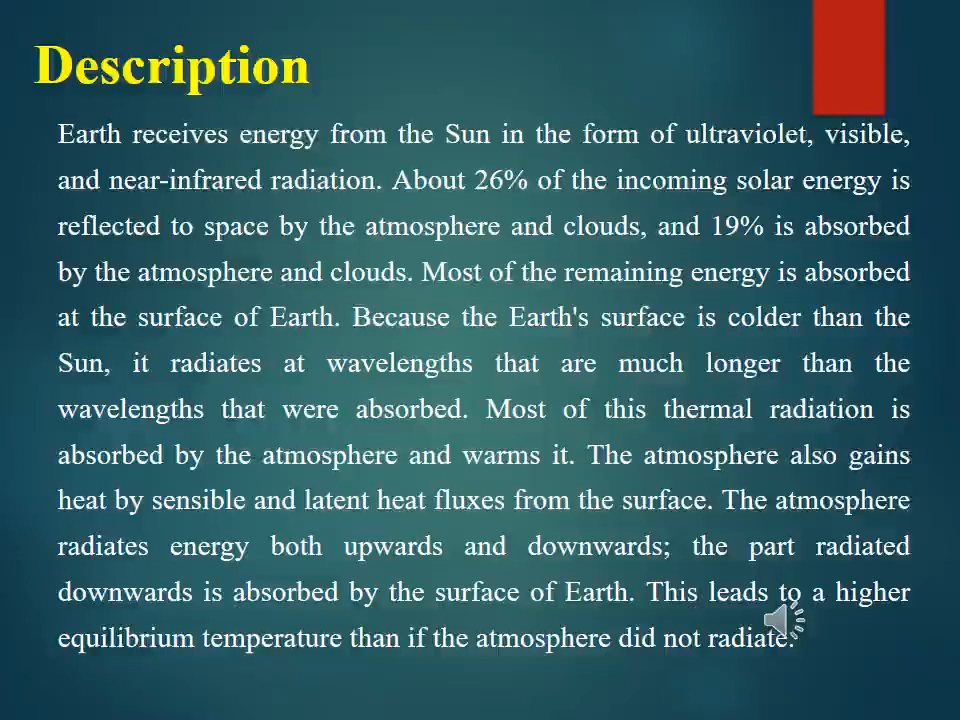 Description
Earth receives energy from the Sun in the form of ultraviolet, visible,
and near-infrared radiation. About 26% of the incoming solar energy is
reflected to space by the atmosphere and clouds, and 19% is absorbed
by the atmosphere and clouds. Most of the remaining energy is absorbed
at the surface of Earth. Because the Earth's surface is colder than the
Sun, it radiates at wavelengths that are much longer than the
wavelengths that were absorbed. Most of this thermal radiation is
absorbed by the atmosphere and warms it. The atmosphere also gains
heat by sensible and latent heat fluxes from the surface. The atmosphere
radiates energy both upwards and downwards; the part radiated
downwards is absorbed by the surface of Earth. This leads to a higher
equilibrium temperature than if the atmosphere did not radiate.